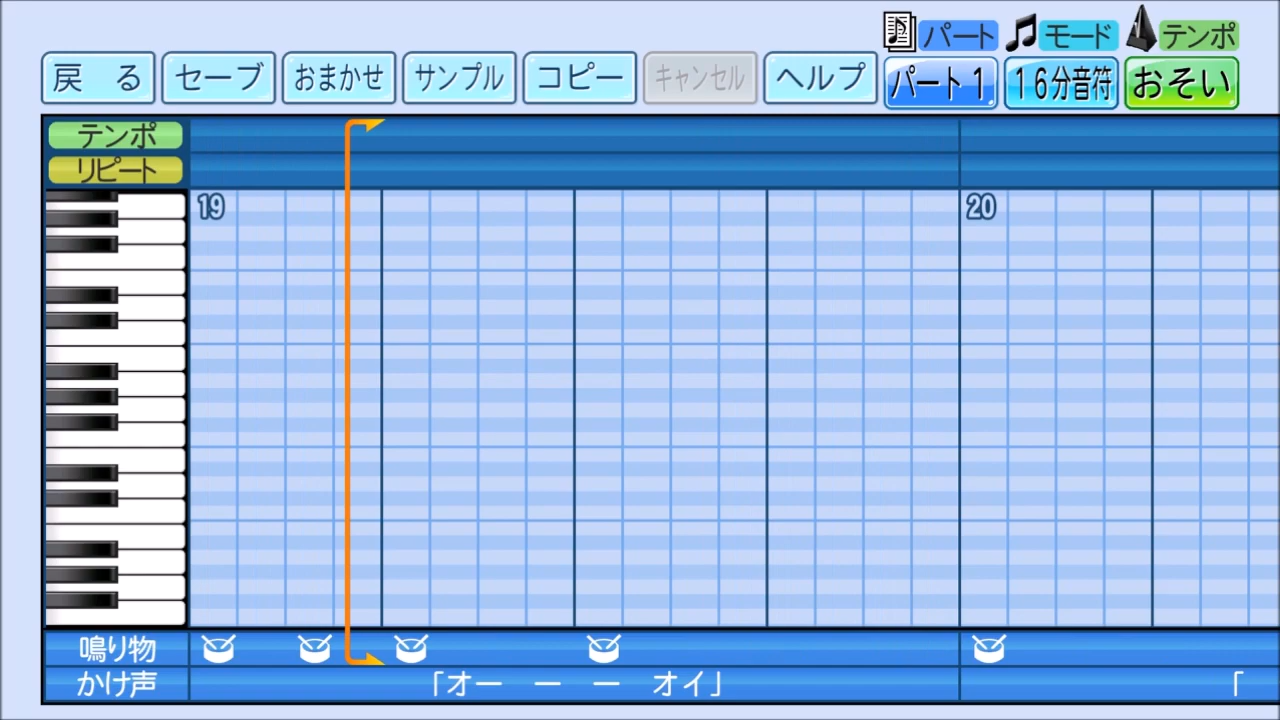 パート モード テンポ
戻 る セーブ おまかせ サンプル コピー キャンセル ヘルプ パート１ １６分音符 おそい
テンポ
リピート
19 20
鳴り物
かけ声 「オー ー ー オイ」 「